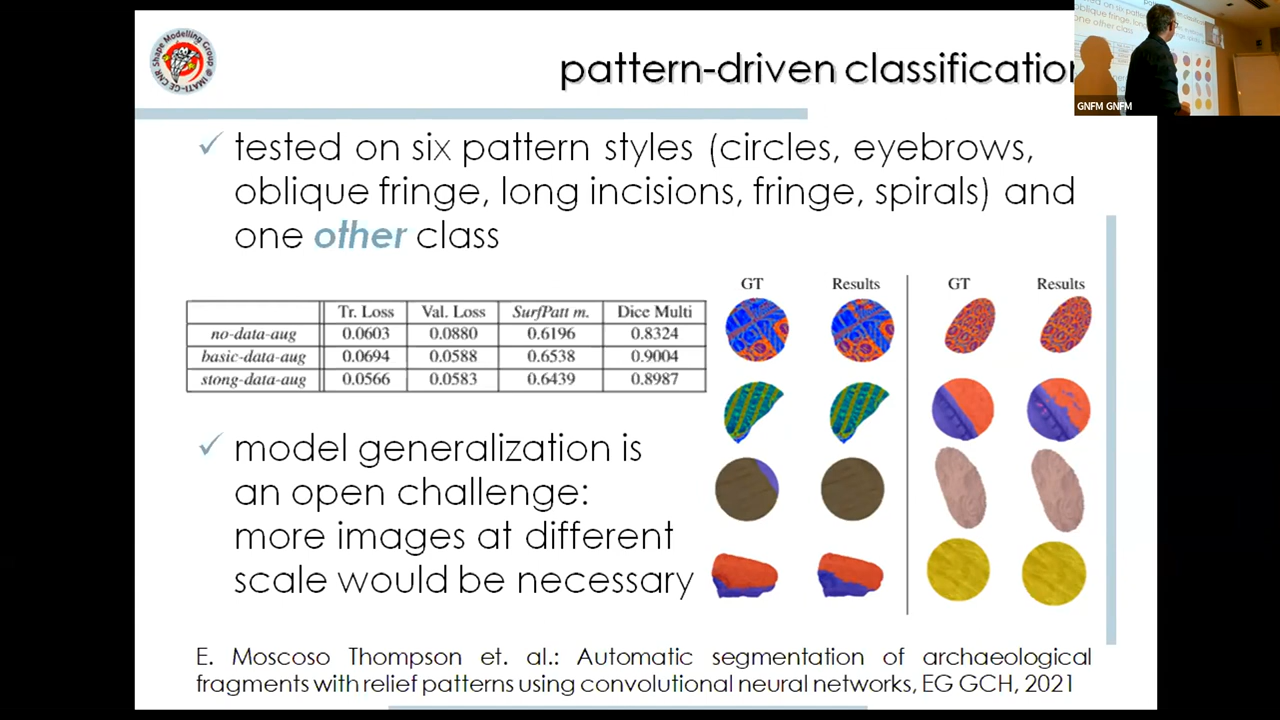 pattern-driven classification
GNFM GNFM
✓ tested on six pattern styles (circles, eyebrows,
oblique fringe, long incisions, fringe, spirals) and
one other class
Tr. Loss Val. Loss SurfPatt m. Dice Multi
no-data-aug 0.0603 0.0880 0.6196 0.8324
basic-data-aug 0.0694 0.0588 0.6538 0.9004
stong-data-aug 0.0566 0.0583 0.6439 0.8987
GT Results GT Results
✓ model generalization is
an open challenge:
more images at different
scale would be necessary
E. Moscoso Thompson et. al.: Automatic segmentation of archaeological
fragments with relief patterns using convolutional neural networks, EG GCH, 2021